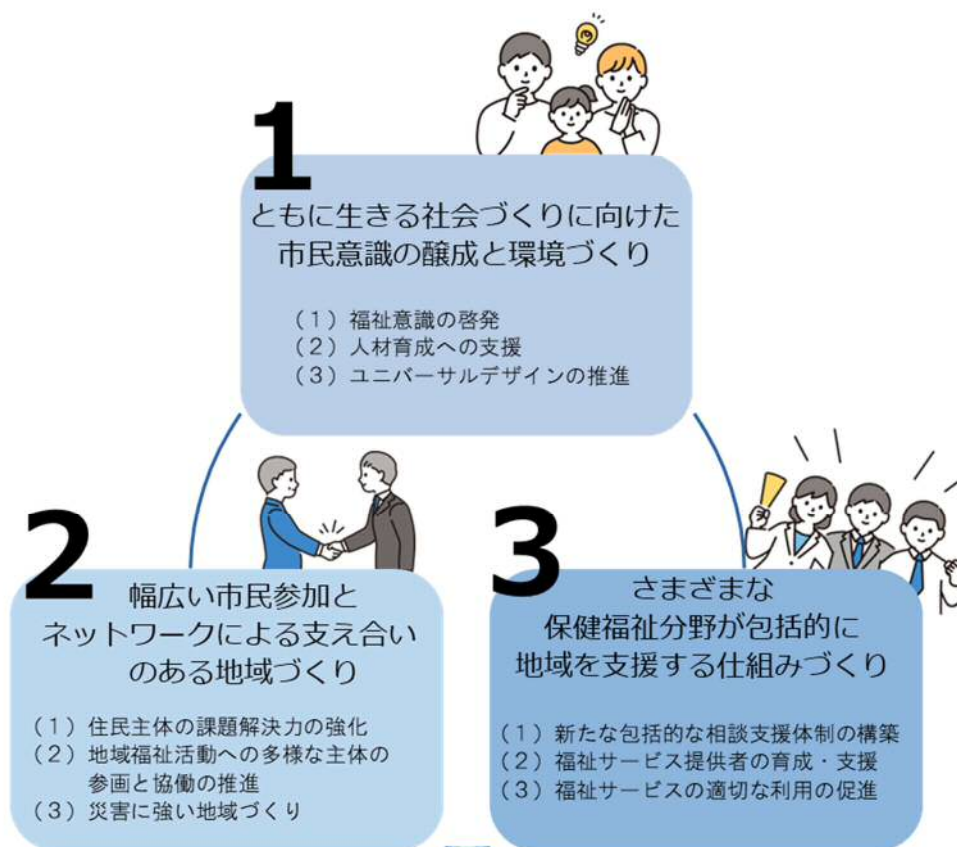 1
ともに生きる社会づくりに向けた
市民意識の醸成と環境づくり
（１）福祉意識の啓発
（２）人材育成への支援
（３）ユニバーサルデザインの推進
2
幅広い市民参加と
ネットワークによる支え合い
のある地域づくり
（１）住民主体の課題解決力の強化
（２）地域福祉活動への多様な主体の
参画と協働の推進
（３）災害に強い地域づくり
3
さまざまな
保健福祉分野が包括的に
地域を支援する仕組みづくり
（１）新たな包括的な相談支援体制の構築
（２）福祉サービス提供者の育成・支援
（３）福祉サービスの適切な利用の促進